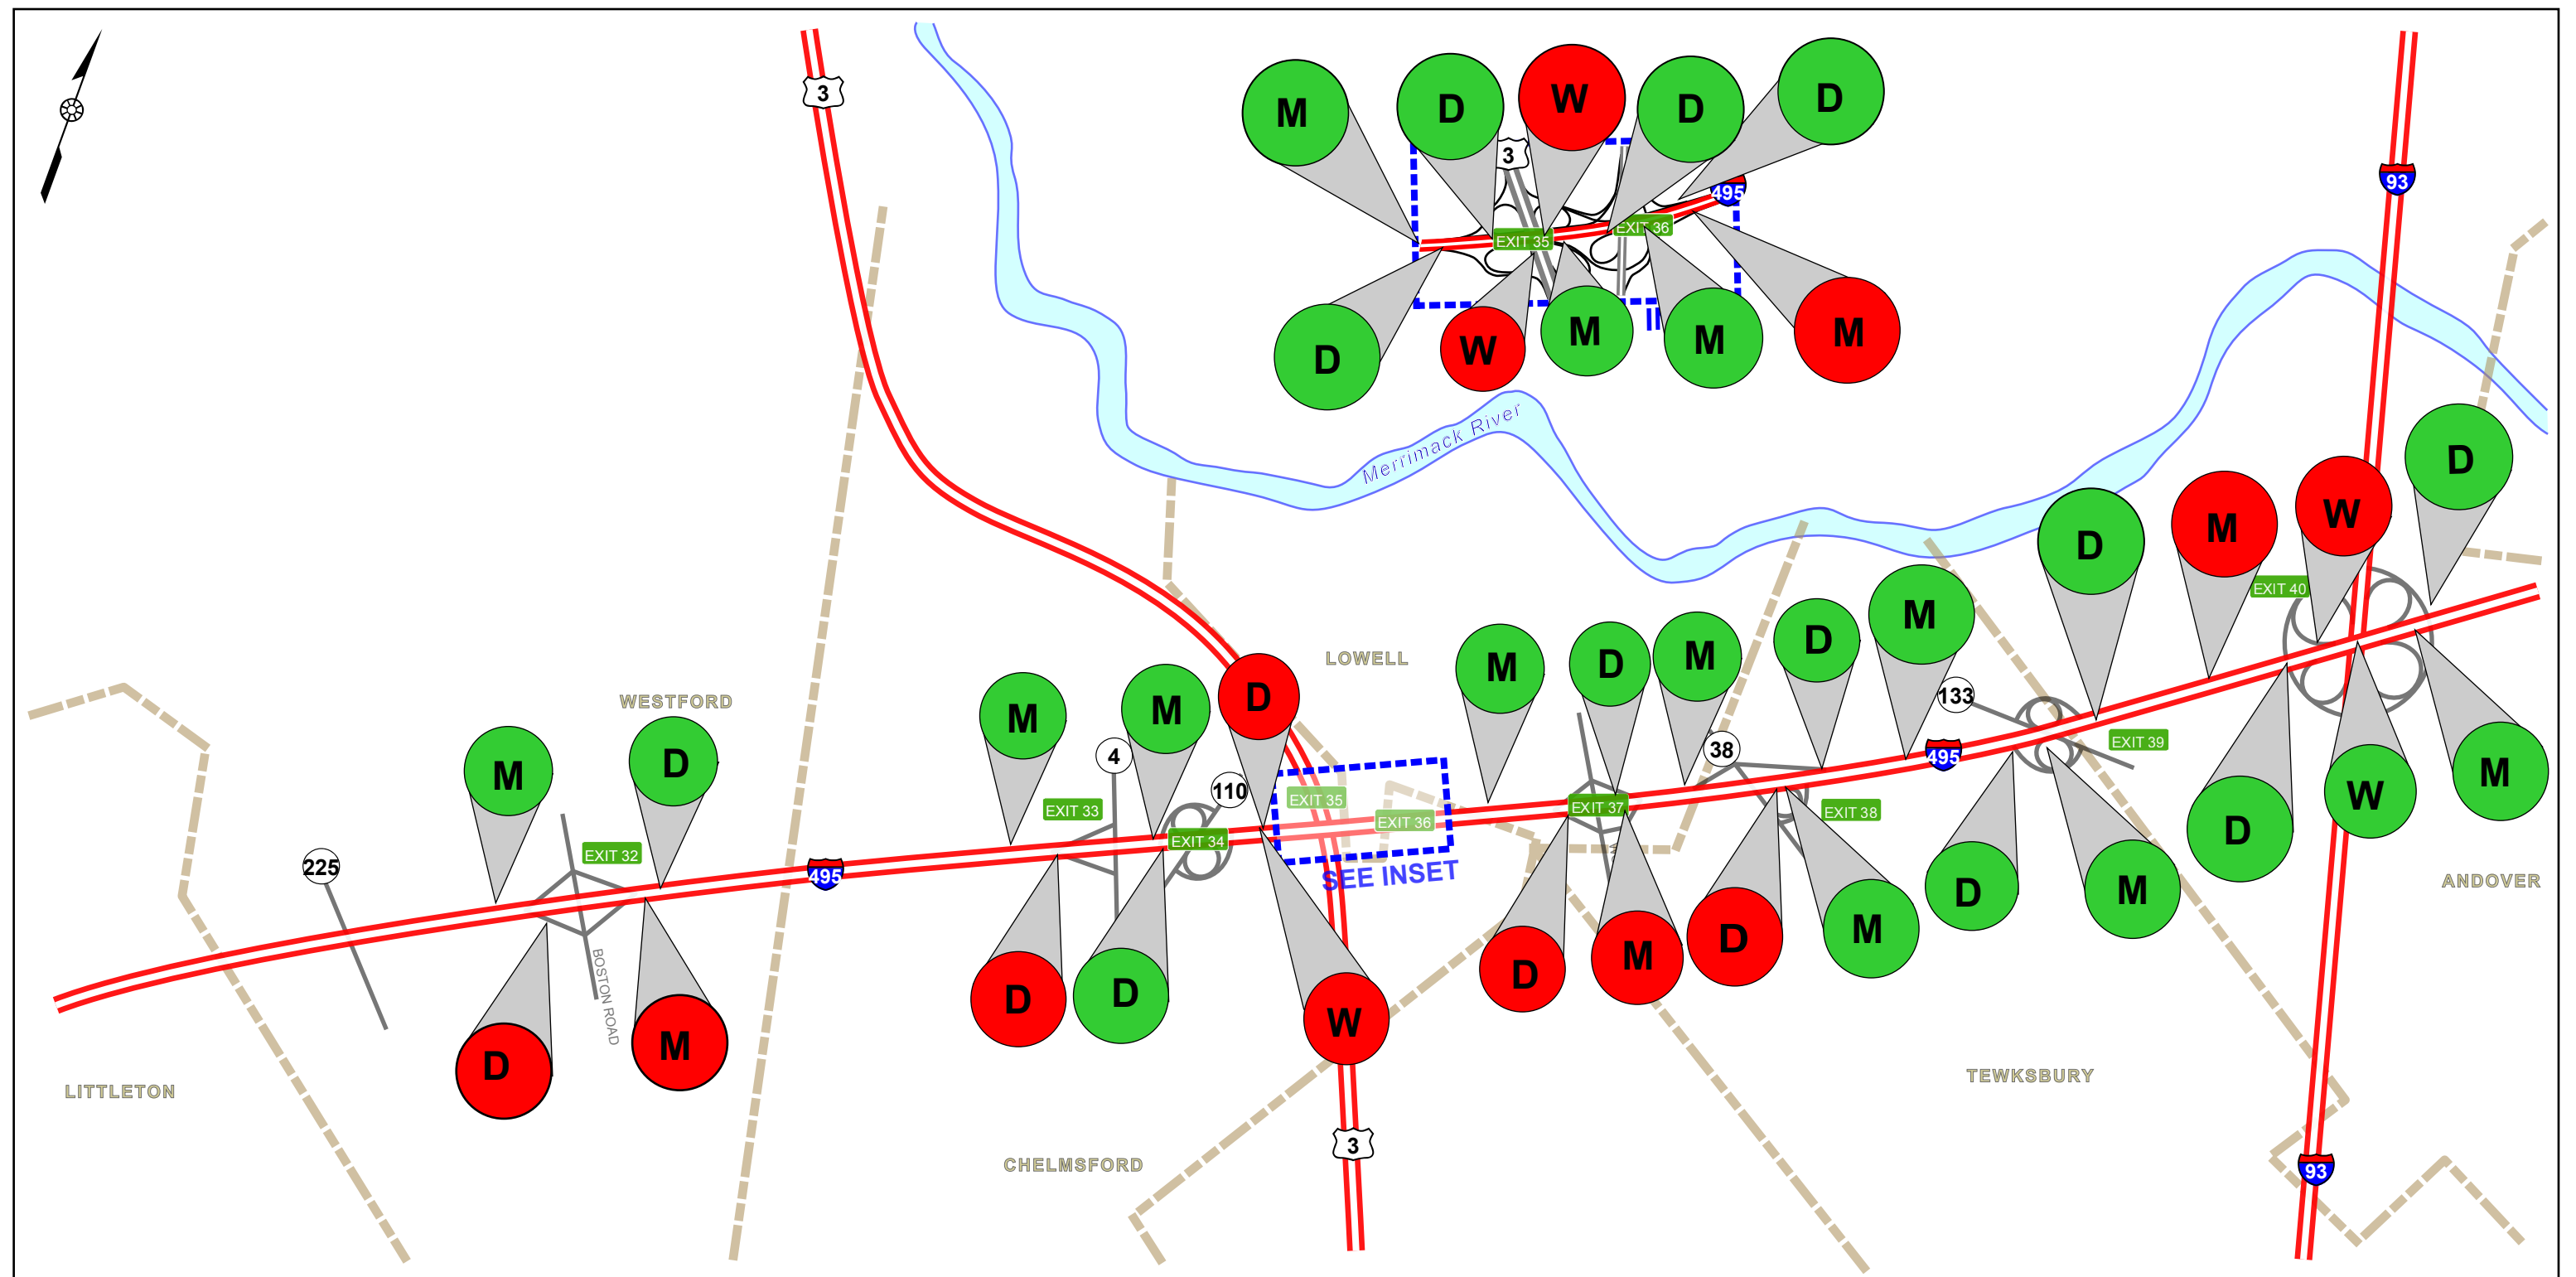 3
M
D
W
D
D
93
3
495
EXIT 35
EXIT 36
D
W
M
M
M
Merrimack River
D
M
W
D
EXIT 40
LOWELL
WESTFORD
M
D
M
D
M
D
M
M
D
M
M
D
133
EXIT 39
4
110
38
495
EXIT 33
EXIT 34
EXIT 35
EXIT 36
EXIT 37
EXIT 38
D
W
M
225
EXIT 32
495
SEE INSET
ANDOVER
BOSTON ROAD
D
M
D
D
W
D
M
D
M
D
M
LITTLETON
TEWKSBURY
CHELMSFORD
3
93